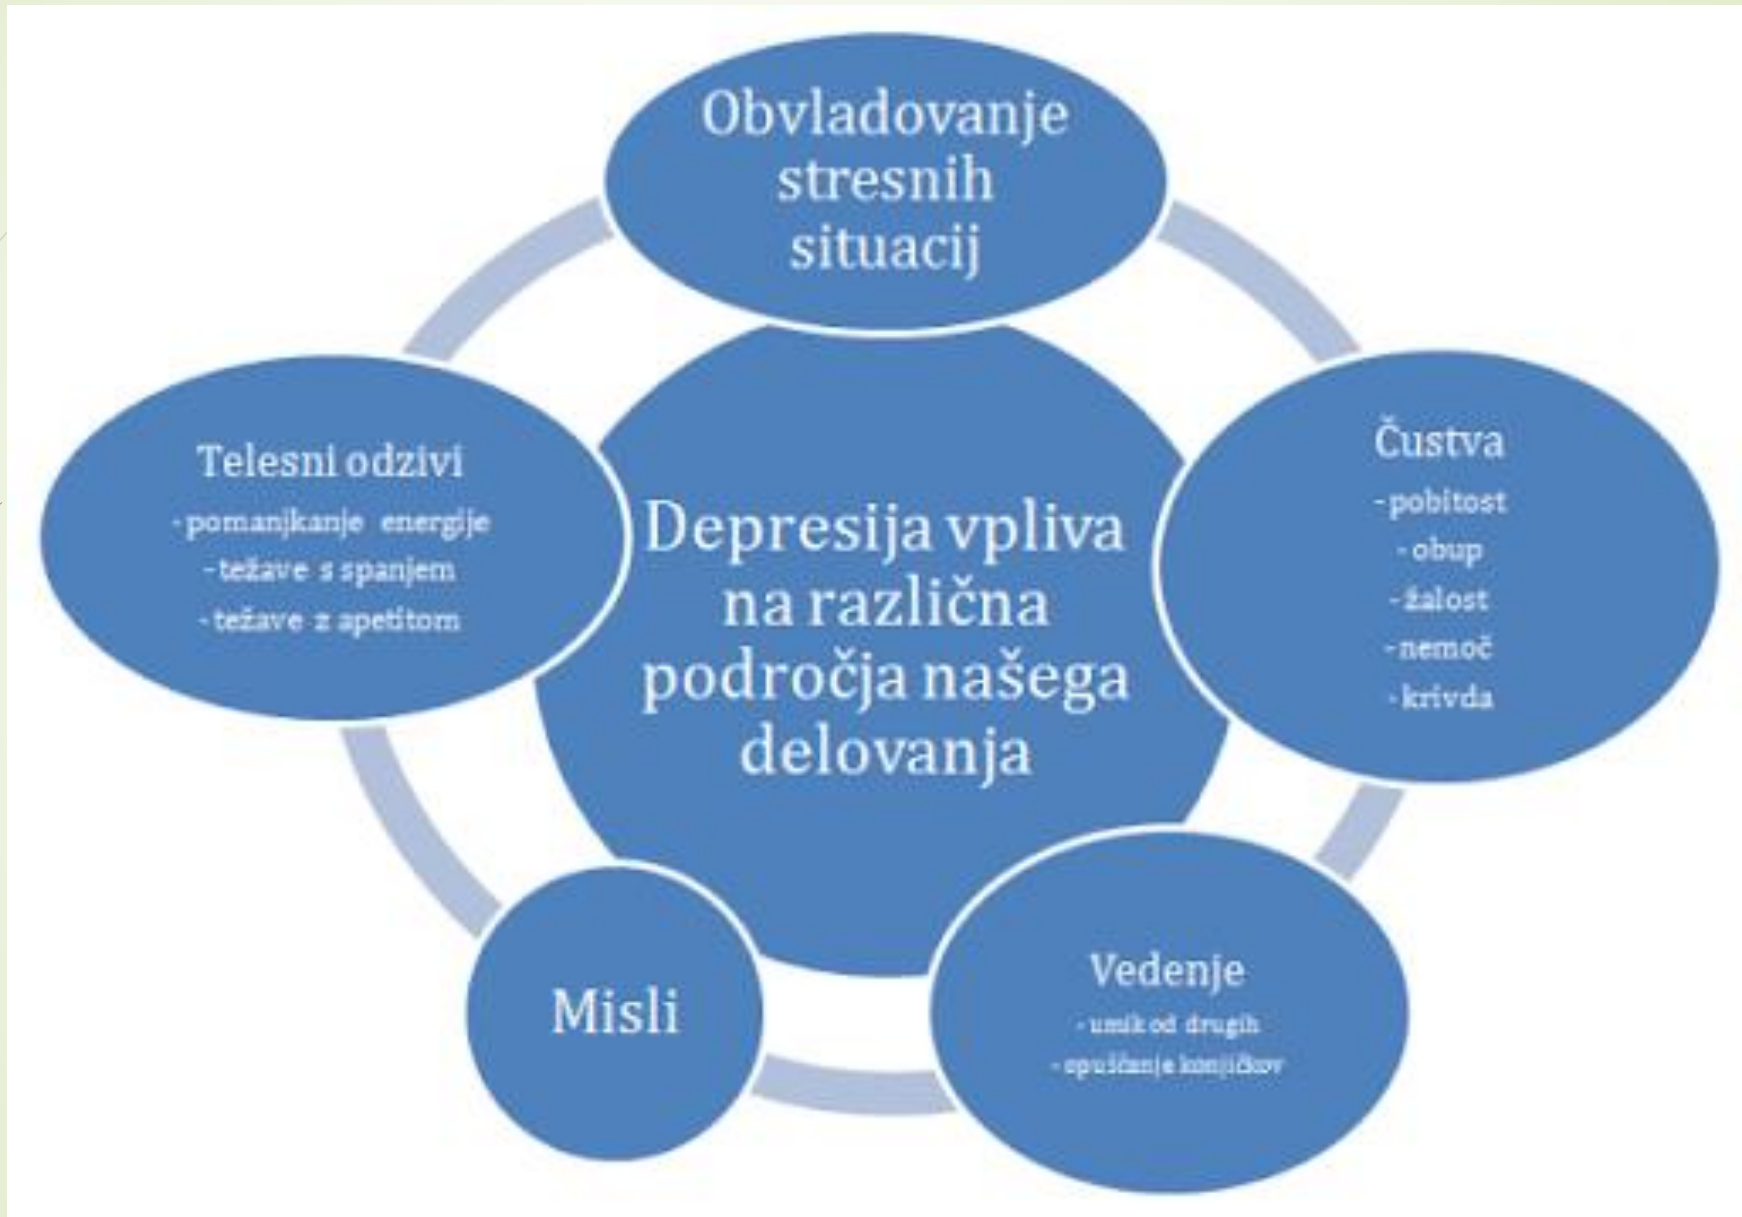 Obvladovanje
stresnih
situacij
Telesni odzivi
- pomanjkanje energije
- težave s spanjem
- težave z apetitom
Depresija vpliva
na različna
področja našega
delovanja
Čustva
- pobitost
- obup
- žalost
- nemoč
- krivda
Misli
Vedenje
- umik od drugih
- opuščanje konjičkov